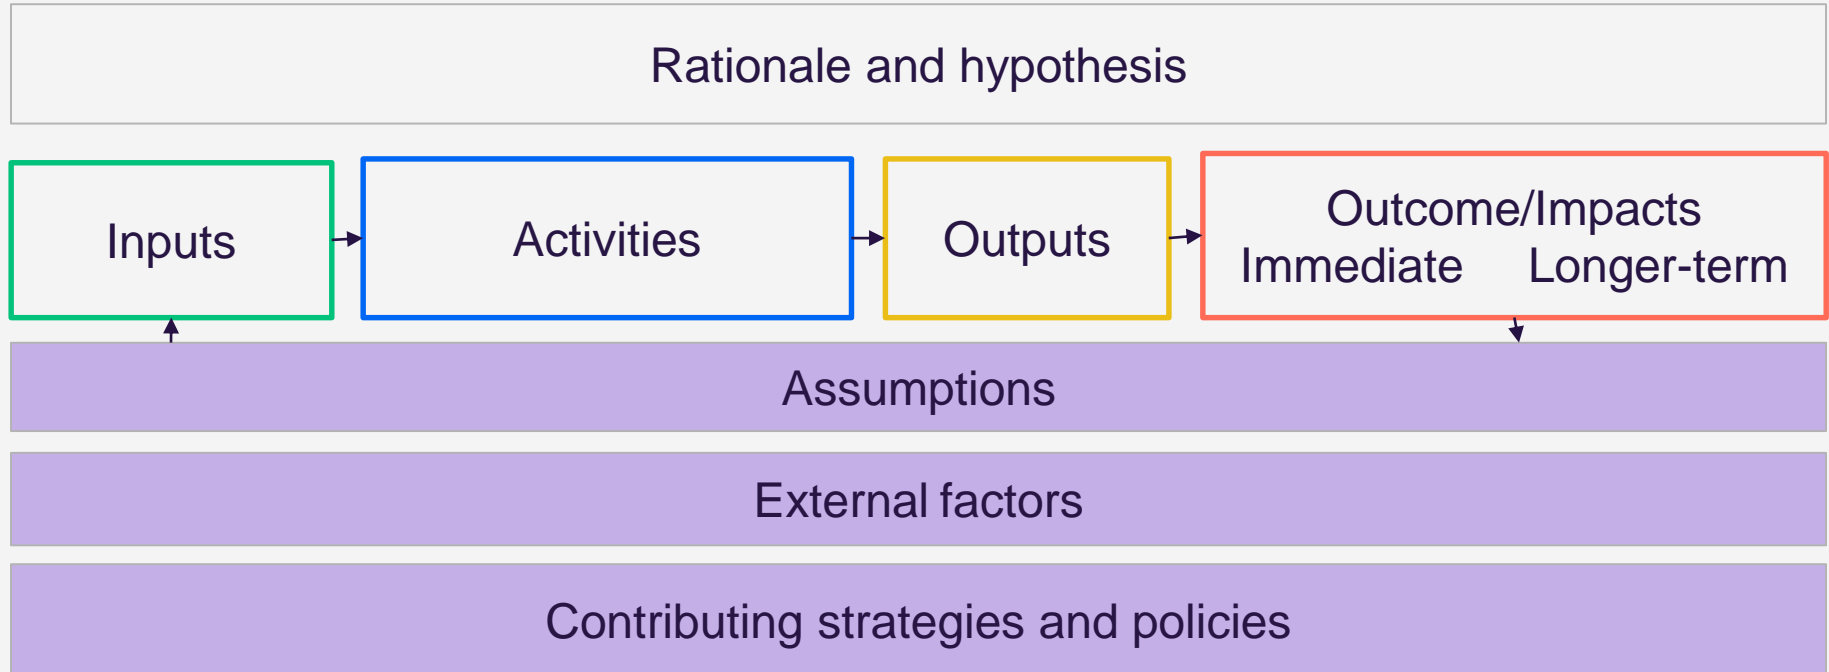 Rationale and hypothesis
Inputs
Activities
Outputs
Outcome/Impacts
Immediate Longer-term
Assumptions
External factors
Contributing strategies and policies